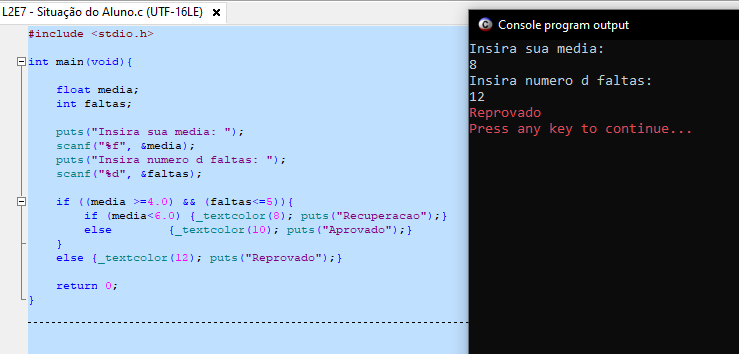 L2E7 - Situação do Aluno.c (UTF-16LE) ×
#include <stdio.h>
int main(void){
float media;
int faltas;
puts("Insira sua media: ");
scanf("%f", &media);
puts("Insira numero d faltas: ");
scanf("%d", &faltas);
if ((media >=4.0) && (faltas<=5)){
if (media<6.0) {_textcolor(8); puts("Recuperacao");}
else {_textcolor(10); puts("Aprovado");}
}
else {_textcolor(12); puts("Reprovado");}
return 0;
}
C Console program output
Insira sua media:
8
Insira numero d faltas:
12
Reprovado
Press any key to continue...